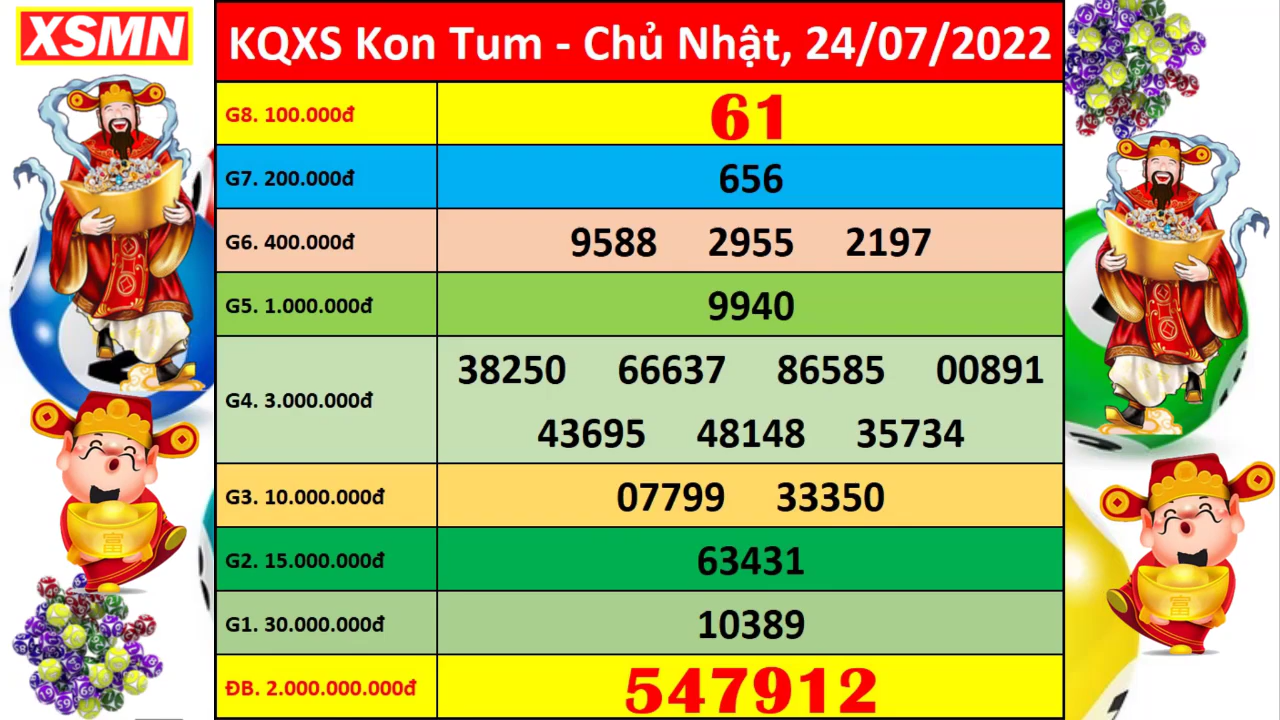 XSMN
KQXS Kon Tum - Chủ Nhật, 24/07/2022
G8. 100.000đ 61
G7. 200.000đ 656
G6. 400.000đ 9588 2955 2197
G5. 1.000.000đ 9940
G4. 3.000.000đ
38250 66637 86585 00891
43695 48148 35734
G3. 10.000.000đ 07799 33350
G2. 15.000.000đ 63431
G1. 30.000.000đ 10389
ĐB. 2.000.000.000đ 547912
富
富